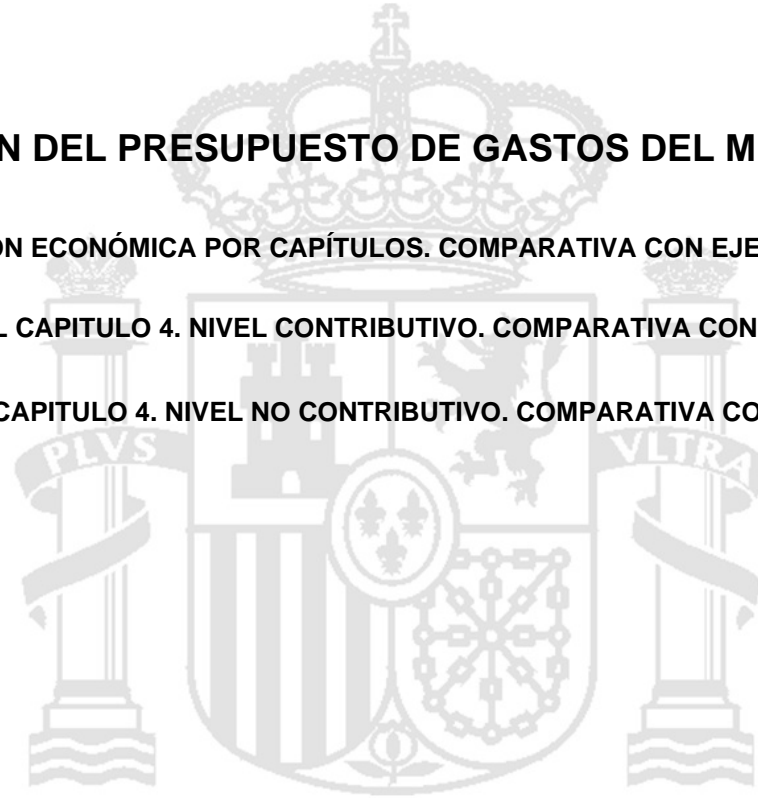 N DEL PRESUPUESTO DE GASTOS DEL M
ÓN ECONÓMICA POR CAPÍTULOS. COMPARATIVA CON EJE
L CAPITULO 4. NIVEL CONTRIBUTIVO. COMPARATIVA CON
CAPITULO 4. NIVEL NO CONTRIBUTIVO. COMPARATIVA CO
PLVS VLTRA